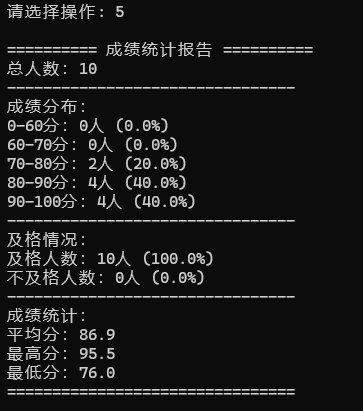 请选择操作: 5
========== 成绩统计报告 ==========
总人数: 10
--------------------------------
成绩分布:
0-60分: 0人 (0.0%)
60-70分: 0人 (0.0%)
70-80分: 2人 (20.0%)
80-90分: 4人 (40.0%)
90-100分: 4人 (40.0%)
--------------------------------
及格情况:
及格人数: 10人 (100.0%)
不及格人数: 0人 (0.0%)
--------------------------------
成绩统计:
平均分: 86.9
最高分: 95.5
最低分: 76.0
================================